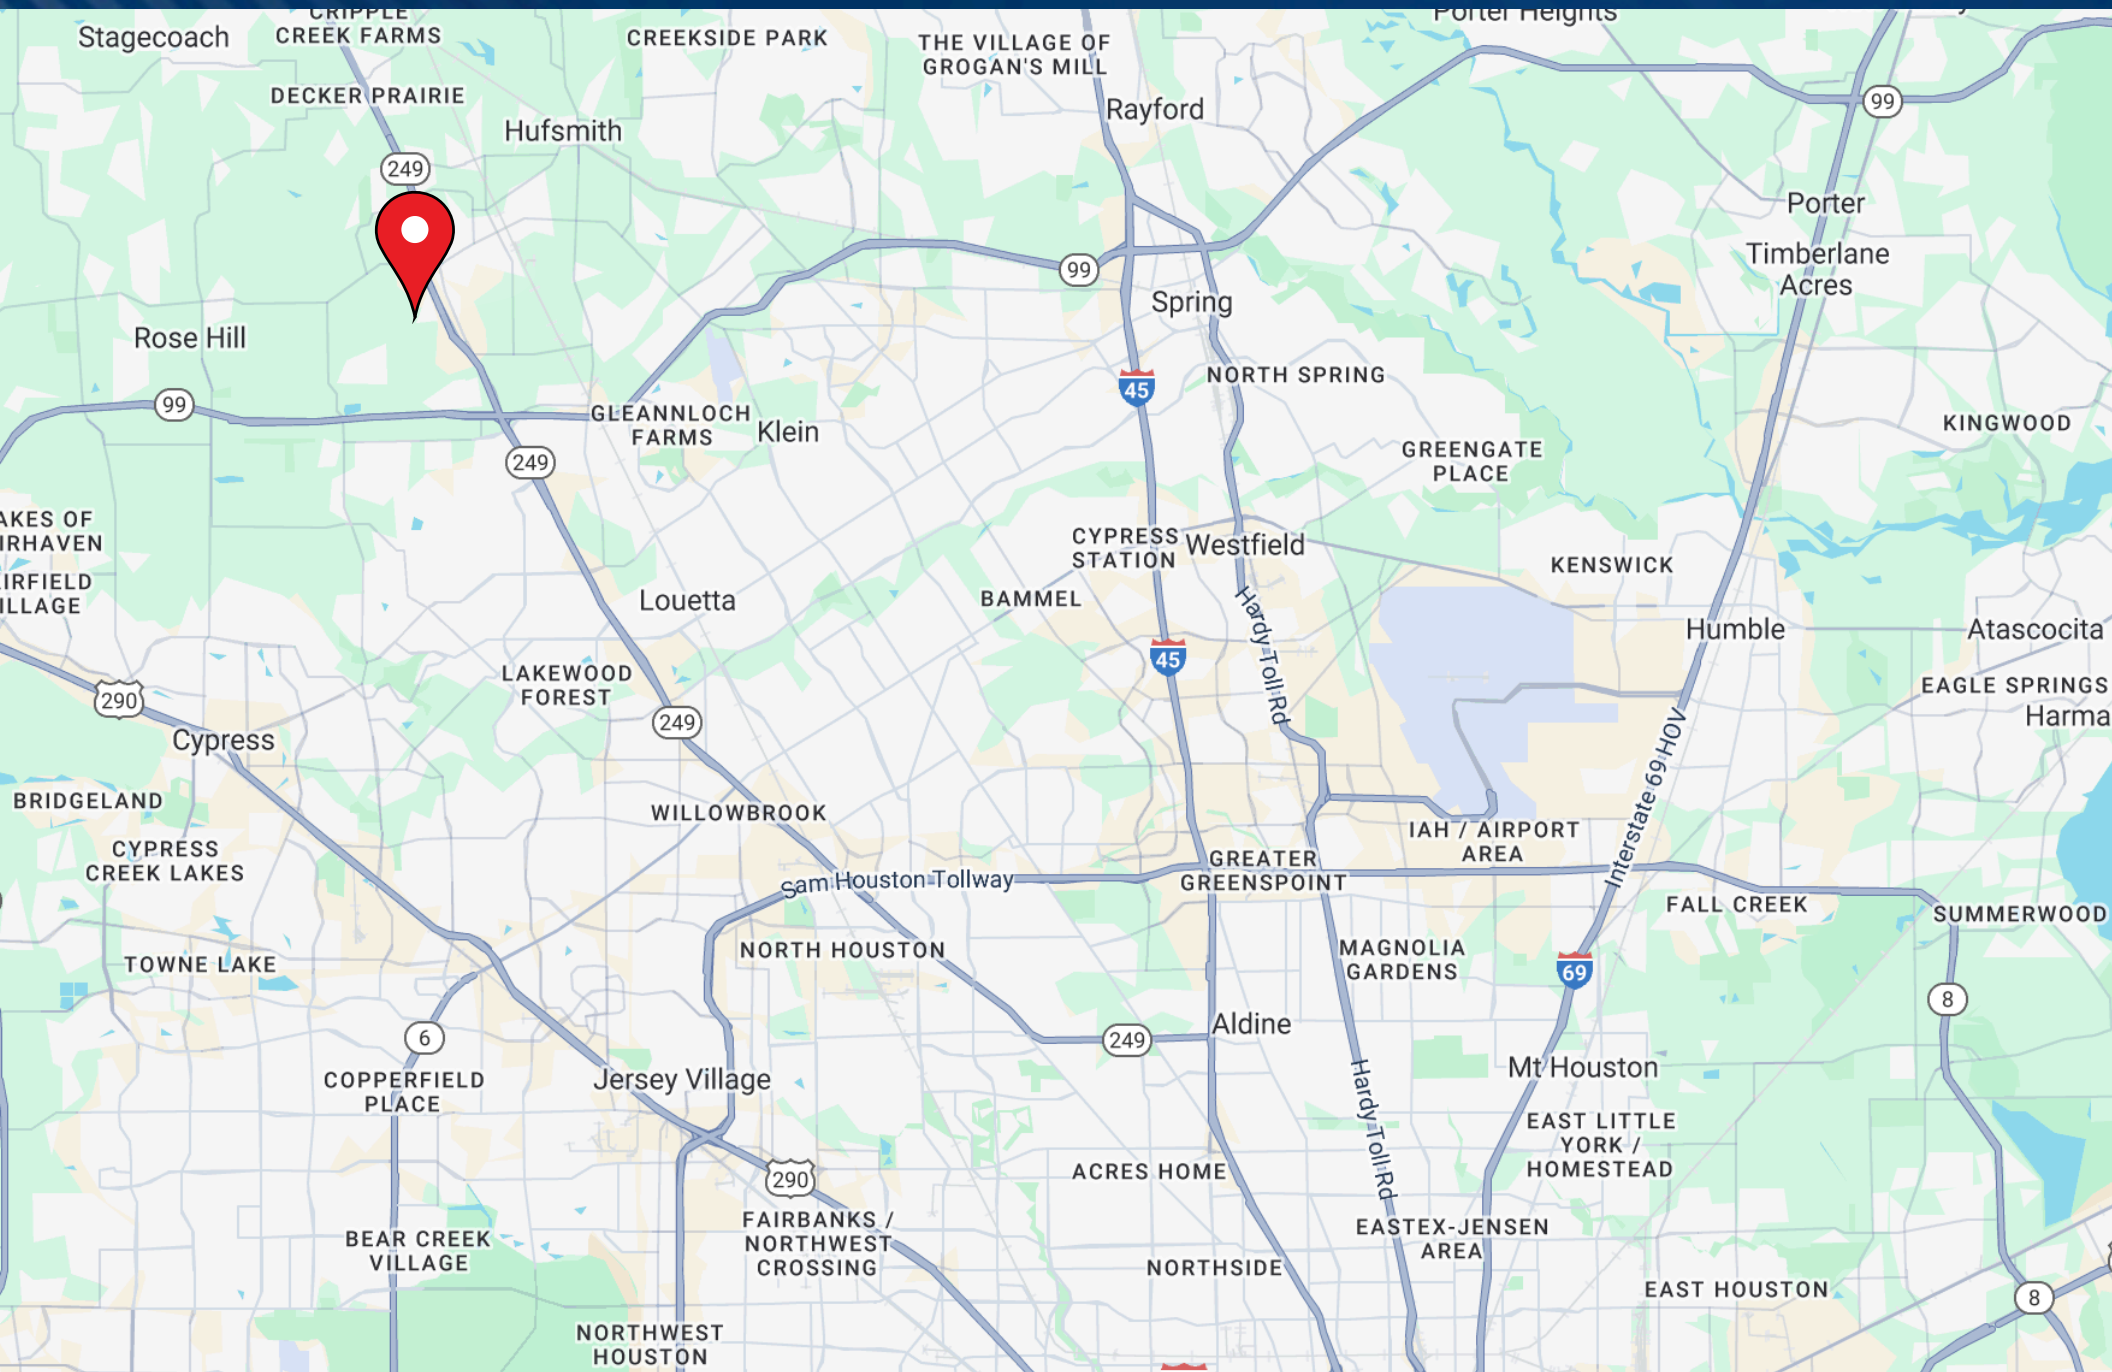 CRIPPLE
CREEK FARMS
Stagecoach
CREEKSIDE PARK
THE VILLAGE OF
GROGAN'S MILL
Porter Heights
DECKER PRAIRIE
Rayford
99
Hufsmith
249
Porter
Timberlane
Acres
99
Spring
Rose Hill
NORTH SPRING
45
99
GLEANNLOCH
FARMS
Klein
KINGWOOD
GREENGATE
PLACE
249
AKES OF
IRHAVEN
CYPRESS
STATION
Westfield
KENSWICK
IRFIELD
ILLAGE
Louetta
BAMMEL
Hardy Toll Rd
Humble
Atascocita
45
LAKEWOOD
FOREST
EAGLE SPRINGS
Harma
290
249
Cypress
Interstate 69 HOV
BRIDGELAND
WILLOWBROOK
IAH / AIRPORT
AREA
CYPRESS
CREEK LAKES
GREATER
GREENSPOINT
Sam Houston Tollway
FALL CREEK
SUMMERWOOD
NORTH HOUSTON
MAGNOLIA
GARDENS
TOWNE LAKE
69
8
6
249
Aldine
Mt Houston
Jersey Village
COPPERFIELD
PLACE
Hardy Toll Rd
EAST LITTLE
YORK /
HOMESTEAD
ACRES HOME
290
FAIRBANKS /
NORTHWEST
CROSSING
EASTEX-JENSEN
AREA
BEAR CREEK
VILLAGE
NORTHSIDE
EAST HOUSTON
8
NORTHWEST
HOUSTON